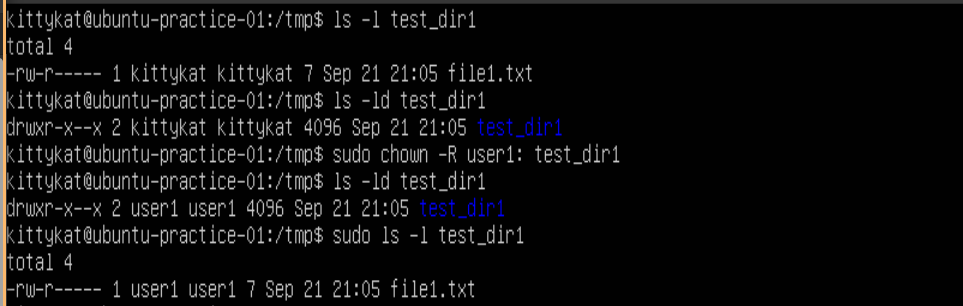 kittykat@ubuntu-practice-01:/tmp$ ls -l test_dir1
total 4
-rw-r----- 1 kittykat kittykat 7 Sep 21 21:05 file1.txt
kittykat@ubuntu-practice-01:/tmp$ ls -ld test_dir1
drwxr-x--x 2 kittykat kittykat 4096 Sep 21 21:05 test_dir1
kittykat@ubuntu-practice-01:/tmp$ sudo chown -R user1: test_dir1
kittykat@ubuntu-practice-01:/tmp$ ls -ld test_dir1
drwxr-x--x 2 user1 user1 4096 Sep 21 21:05 test_dir1
kittykat@ubuntu-practice-01:/tmp$ sudo ls -l test_dir1
total 4
-rw-r----- 1 user1 user1 7 Sep 21 21:05 file1.txt